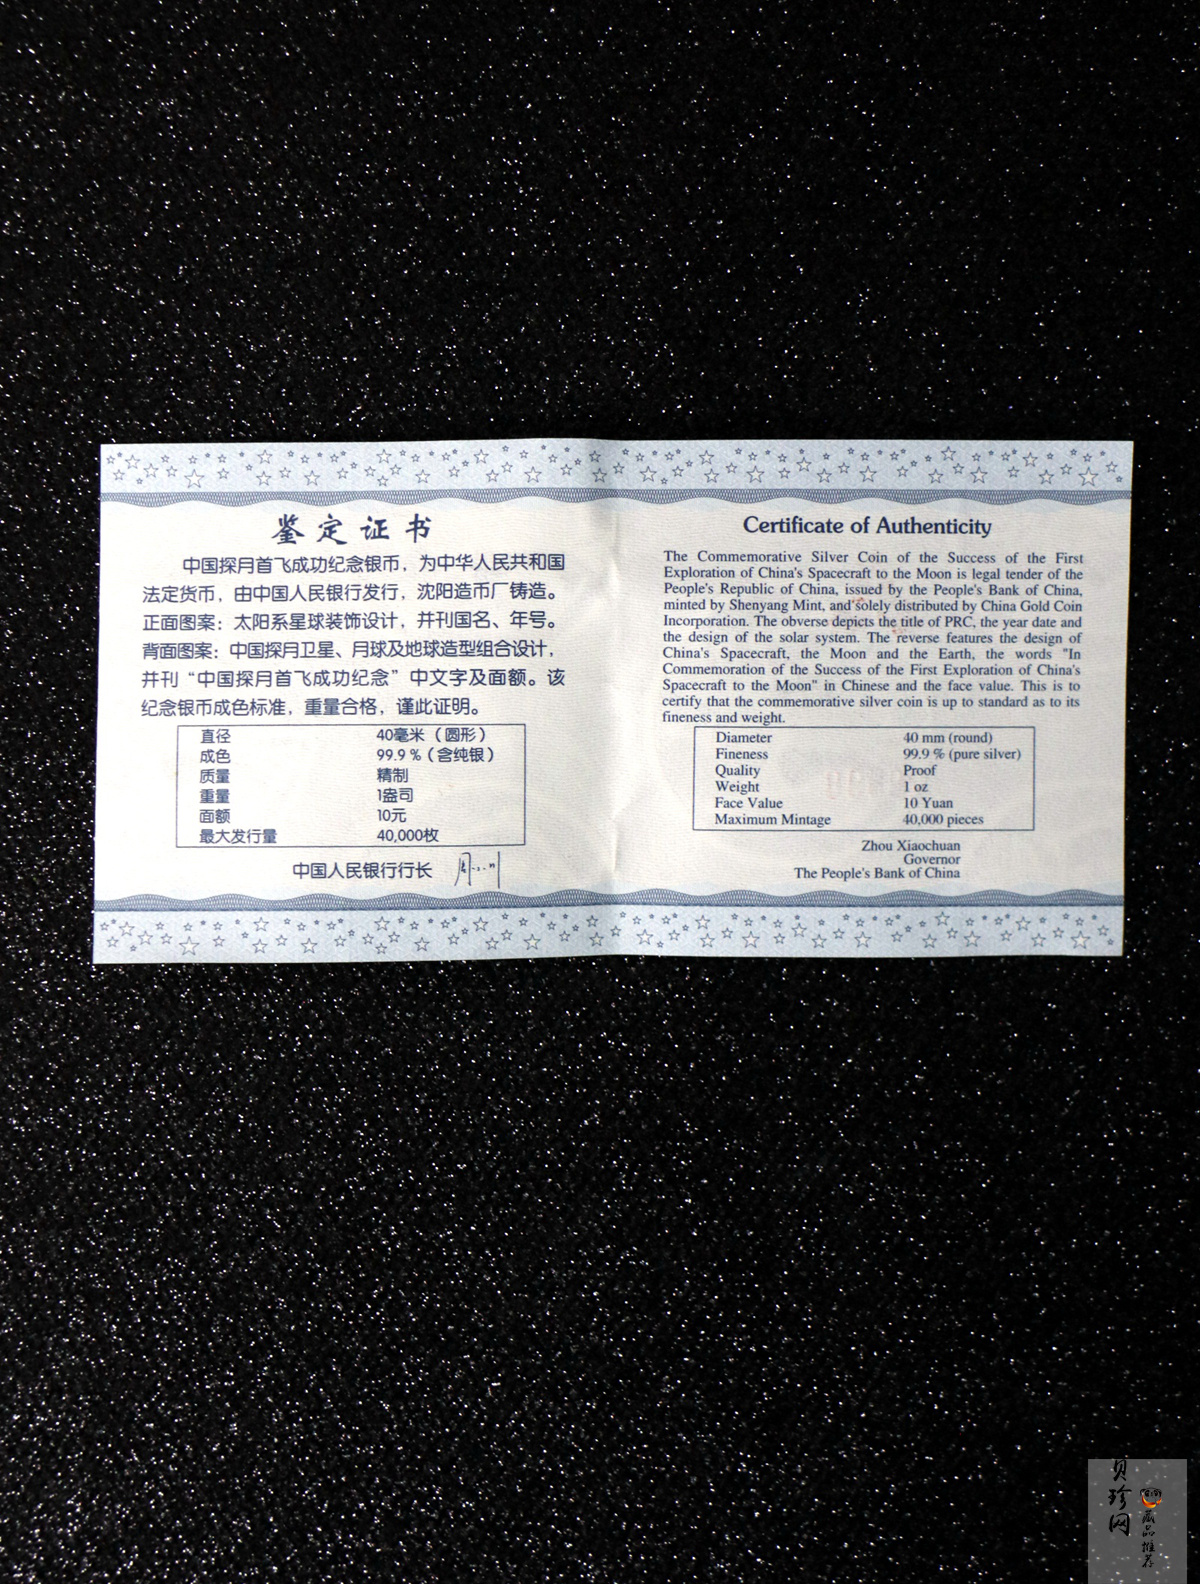 鉴定证书
中国探月首飞成功纪念银币，为中华人民共和国
法定货币，由中国人民银行发行，沈阳造币厂铸造。
正面图案：太阳系星球装饰设计，并刊国名、年号。
背面图案：中国探月卫星、月球及地球造型组合设计，
并刊“中国探月首飞成功纪念”中文字及面额。该
纪念银币成色标准，重量合格，谨此证明。
直径 40毫米（圆形）
成色 99.9％（含纯银）
质量 精制
重量 1盎司
面额 10元
最大发行量 40,000枚
中国人民银行行长
Certificate of Authenticity
The Commemorative Silver Coin of the Success of the First
Exploration of China's Spacecraft to the Moon is legal tender of the
People's Republic of China, issued by the People's Bank of China,
minted by Shenyang Mint, and solely distributed by China Gold Coin
Incorporation. The obverse depicts the title of PRC, the year date and
the design of the solar system. The reverse features the design of
China's Spacecraft, the Moon and the Earth, the words "In
Commemoration of the Success of the First Exploration of China's
Spacecraft to the Moon" in Chinese and the face value. This is to
certify that the commemorative silver coin is up to standard as to its
fineness and weight.
Diameter 40 mm (round)
Fineness 99.9 % (pure silver)
Quality Proof
Weight 1 oz
Face Value 10 Yuan
Maximum Mintage 40,000 pieces
Zhou Xiaochuan
Governor
The People's Bank of China
贝珍网
藏品推荐